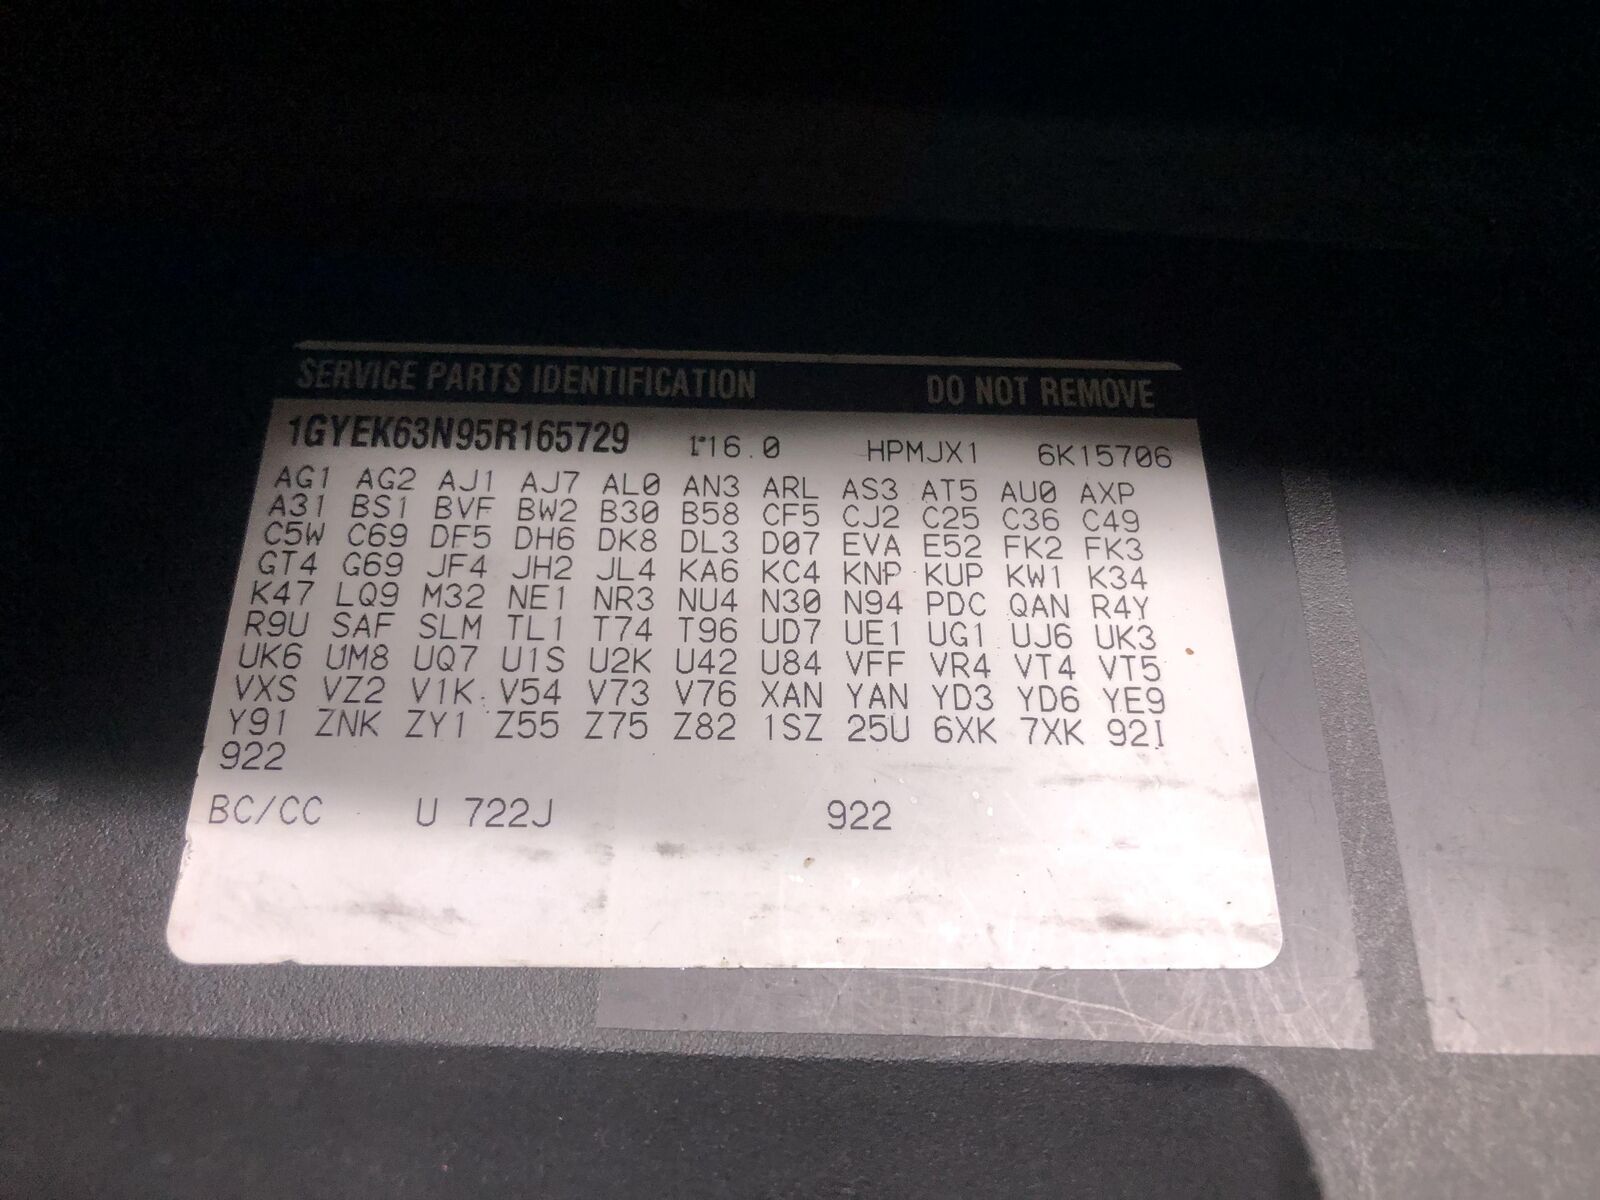 SERVICE PARTS IDENTIFICATION DO NOT REMOVE
1GYEK63N95R165729 116.0 HPMJX1 6K15706
AG1 AG2 AJ1 AJ7 AL0 AN3 ARL AS3 AT5 AU0 AXP
A31 BS1 BVF BW2 B30 B58 CF5 CJ2 C25 C36 C49
C5W C69 DF5 DH6 DK8 DL3 D07 EVA E52 FK2 FK3
GT4 G69 JF4 JH2 JL4 KA6 KC4 KNP KUP KW1 K34
K47 LQ9 M32 NE1 NR3 NU4 N30 N94 PDC QAN R4Y
R9U SAF SLM TL1 T74 T96 UD7 UE1 UG1 UJ6 UK3
UK6 UM8 UQ7 U1S U2K U42 U84 VFF VR4 VT4 VT5
VXS VZ2 V1K V54 V73 V76 XAN YAN YD3 YD6 YE9
Y91 ZNK ZY1 Z55 Z75 Z82 1SZ 25U 6XK 7XK 92I
922
BC/CC U 722J 922